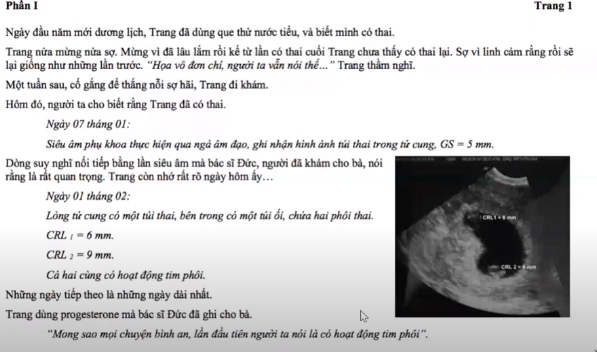 Phần I Trang 1
Ngày đầu năm mới dương lịch, Trang đã dùng que thử nước tiểu, và biết mình có thai.
Trang nửa mừng nửa sợ. Mừng vì đã lâu lắm rồi kể từ lần có thai cuối Trang chưa thấy có thai lại. Sợ vì linh cảm rằng rồi sẽ
lại giống như những lần trước. "Họa vô đơn chí, người ta vẫn nói thế..." Trang thầm nghĩ.
Một tuần sau, cố gắng để thắng nỗi sợ hãi, Trang đi khám.
Hôm đó, người ta cho biết rằng Trang đã có thai.
Ngày 07 tháng 01:
Siêu âm phụ khoa thực hiện qua ngả âm đạo, ghi nhận hình ảnh túi thai trong tử cung, GS = 5 mm.
Dòng suy nghĩ nối tiếp bằng lần siêu âm mà bác sĩ Đức, người đã khám cho bà, nói
rằng là rất quan trọng. Trang còn nhớ rất rõ ngày hôm ấy…
Ngày 01 tháng 02:
Lòng tử cung có một túi thai, bên trong có một túi ối, chứa hai phôi thai.
CRL 1 = 6 mm.
CRL 2 = 9 mm.
Cả hai cùng có hoạt động tim phôi.
CRL 1 = 6 mm
CRL 2 = 9 mm
Những ngày tiếp theo là những ngày dài nhất.
Trang dùng progesterone mà bác sĩ Đức đã ghi cho bà.
"Mong sao mọi chuyện bình an, lần đầu tiên người ta nói là có hoạt động tim phôi".